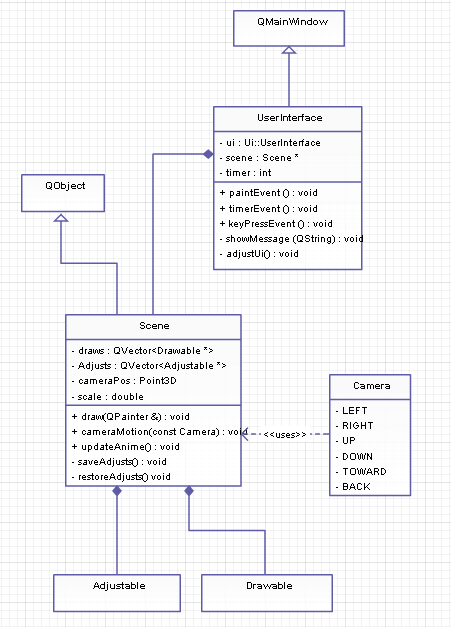 QMainWindow
UserInterface
- ui : Ui::UserInterface
- scene : Scene *
- timer : int
+ paintEvent () : void
+ timerEvent () : void
+ keyPressEvent () : void
- showMessage (QString) : void
- adjustUi() : void
QObject
Scene
- draws : QVector<Drawable *>
- Adjusts : QVector<Adjustable *>
- cameraPos : Point3D
- scale : double
+ draw(QPainter &) : void
+ cameraMotion(const Camera) : void
+ updateAnime() : void
- saveAdjusts() : void
- restoreAdjusts() void
<<uses>>
Camera
- LEFT
- RIGHT
- UP
- DOWN
- TOWARD
- BACK
Adjustable
Drawable